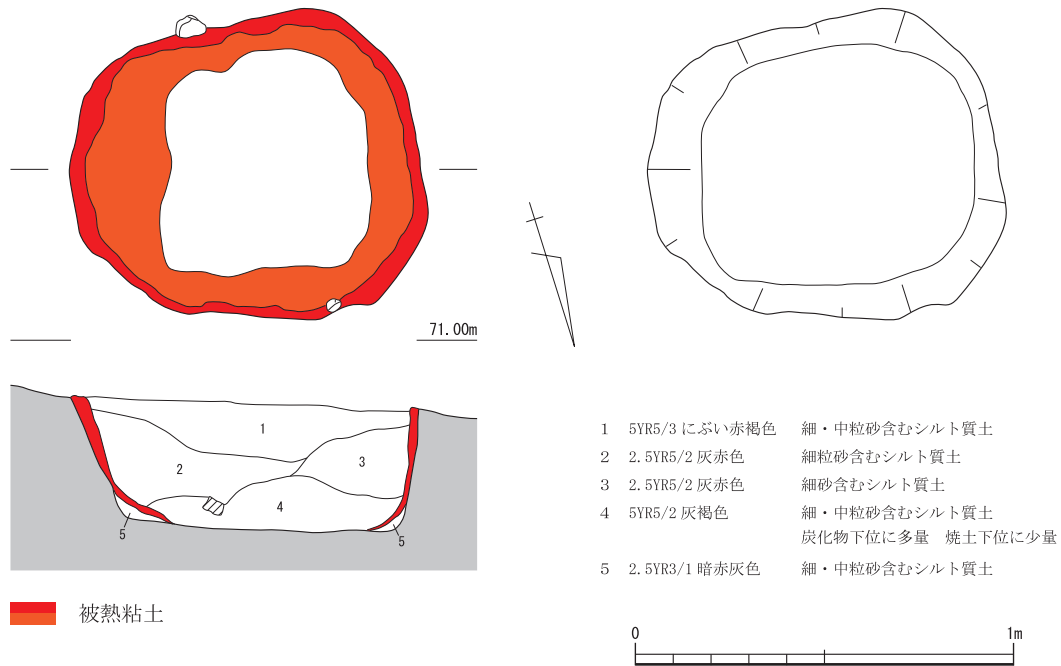 71.00m
1
2
3
4
5
5
被熱粘土
1 5YR5/3 にぶい赤褐色 細・中粒砂含むシルト質土
2 2.5YR5/2 灰赤色 細粒砂含むシルト質土
3 2.5YR5/2 灰赤色 細砂含むシルト質土
4 5YR5/2 灰褐色 細・中粒砂含むシルト質土
炭化物下位に多量 焼土下位に少量
5 2.5YR3/1 暗赤灰色 細・中粒砂含むシルト質土
0 1m